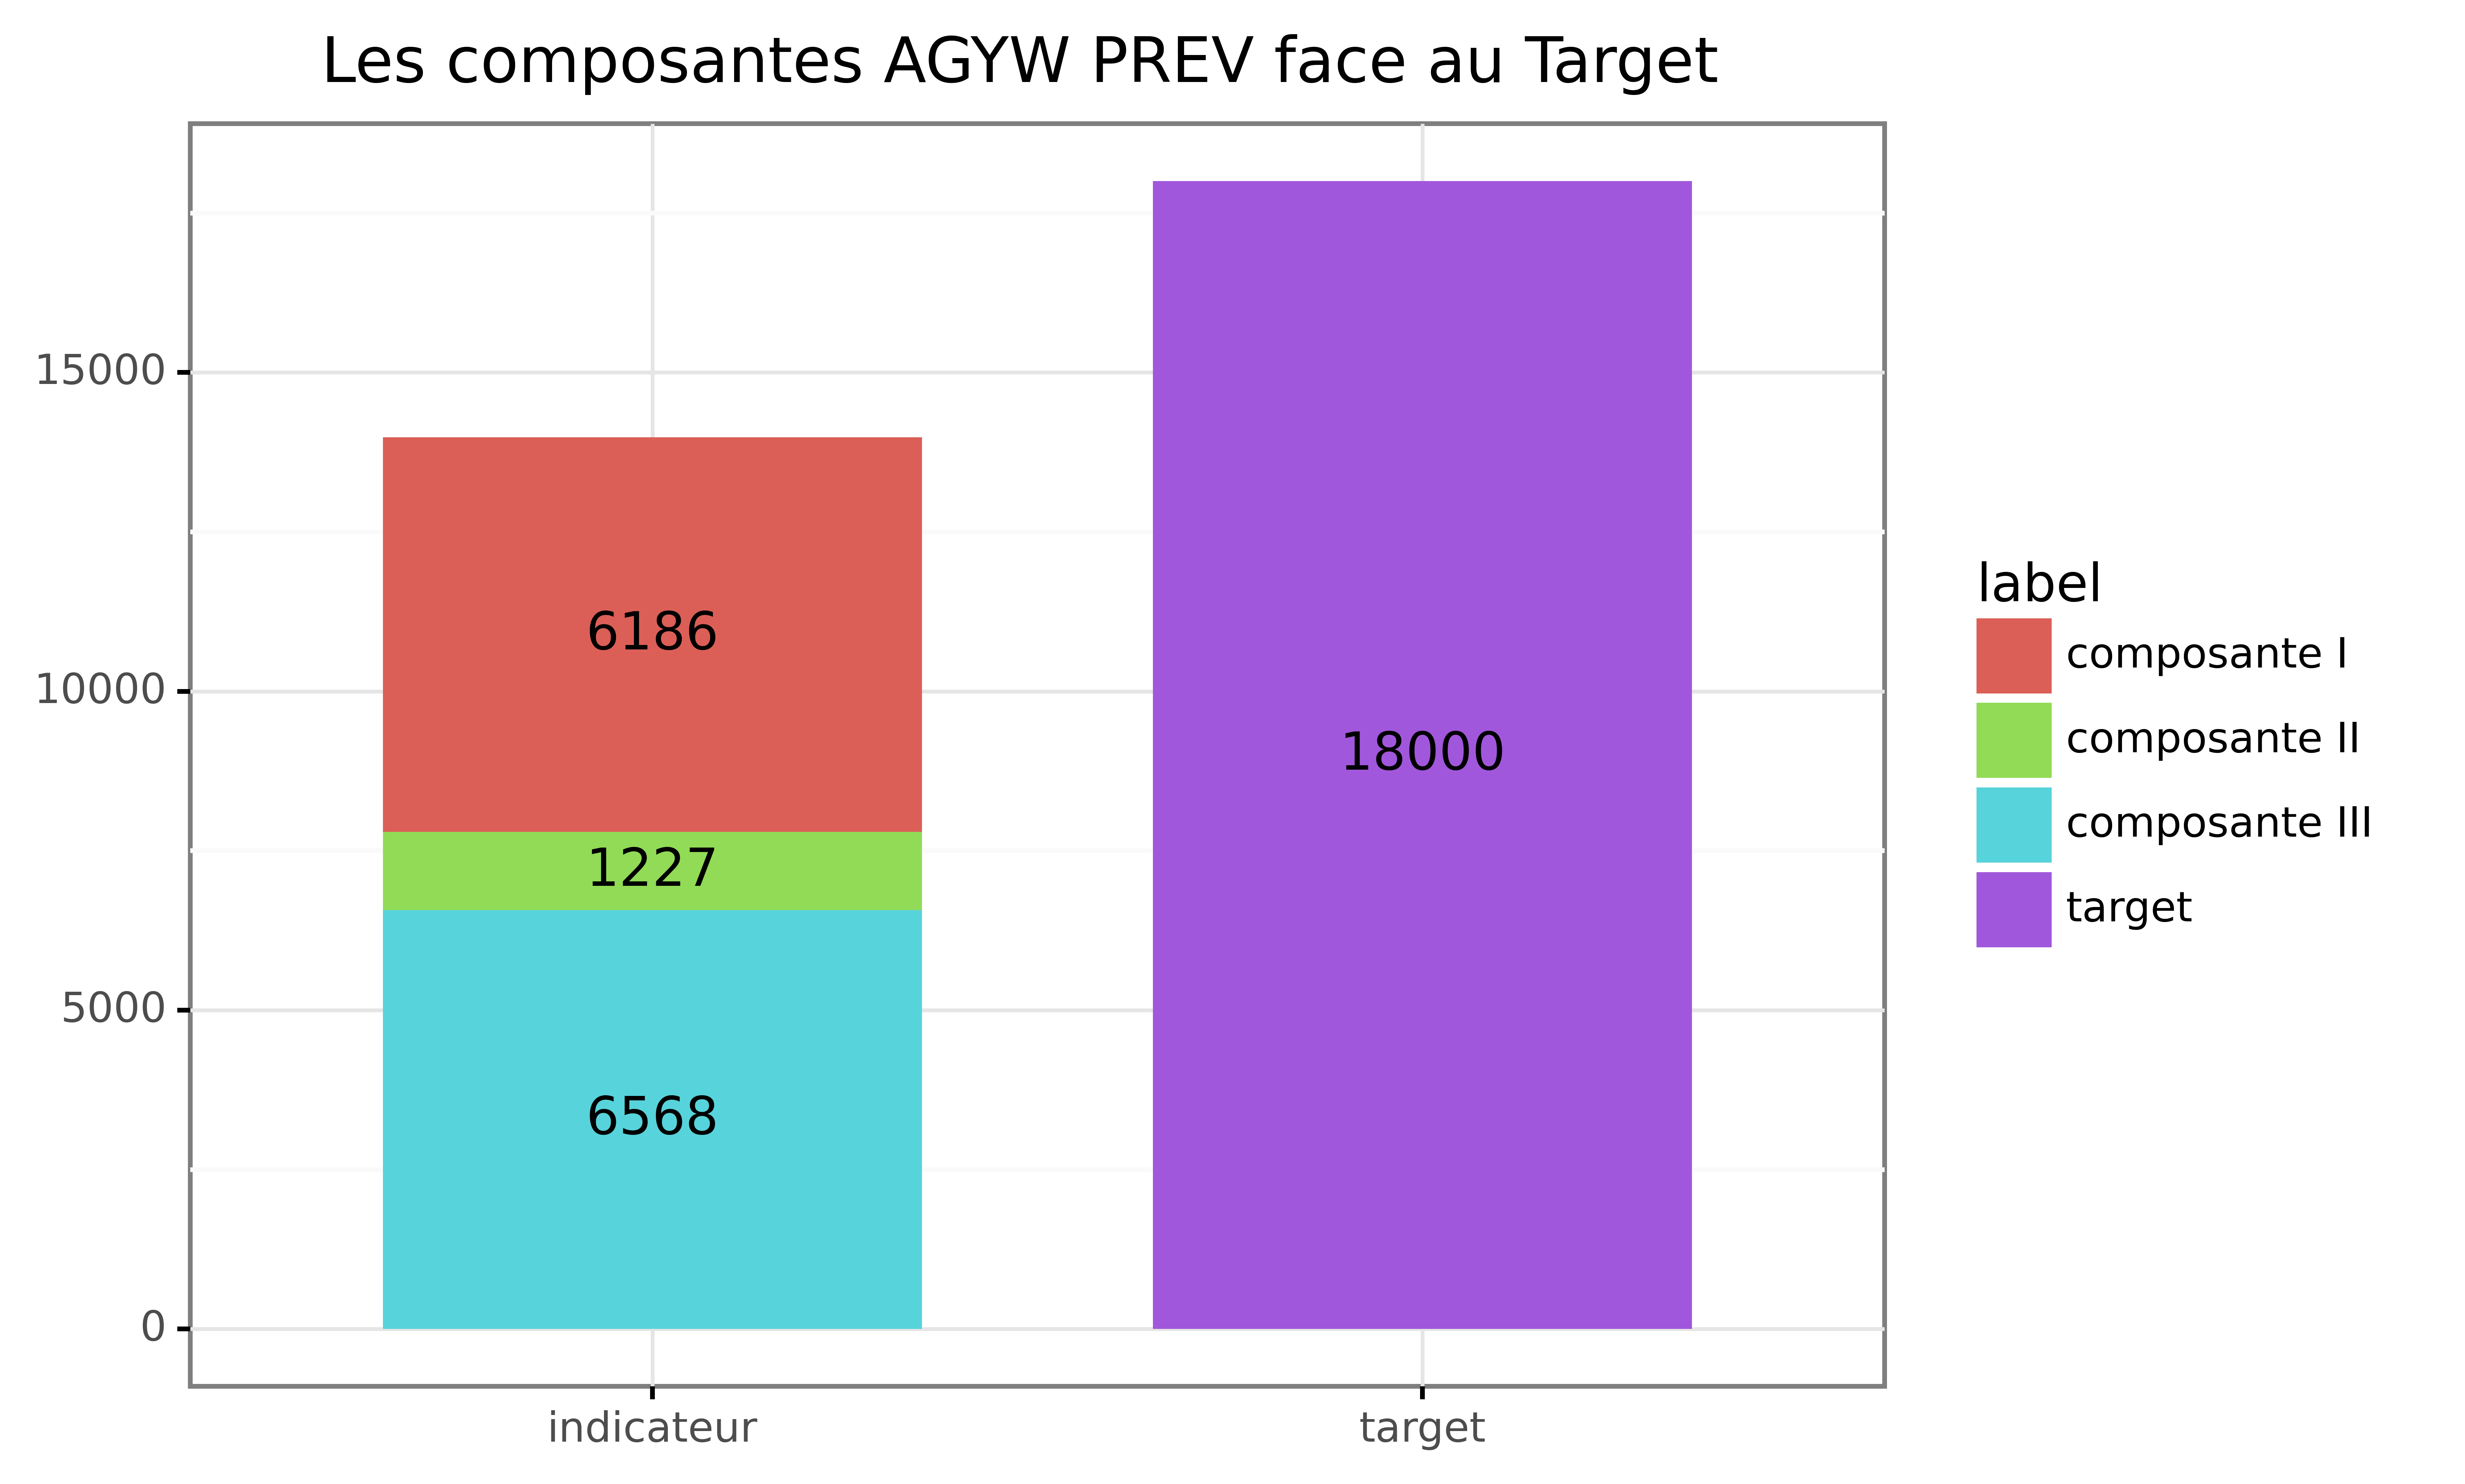 Les composantes AGYW PREV face au Target
15000
10000
5000
0
6186
1227
6568
18000
indicateur
target
label
composante I
composante II
composante III
target